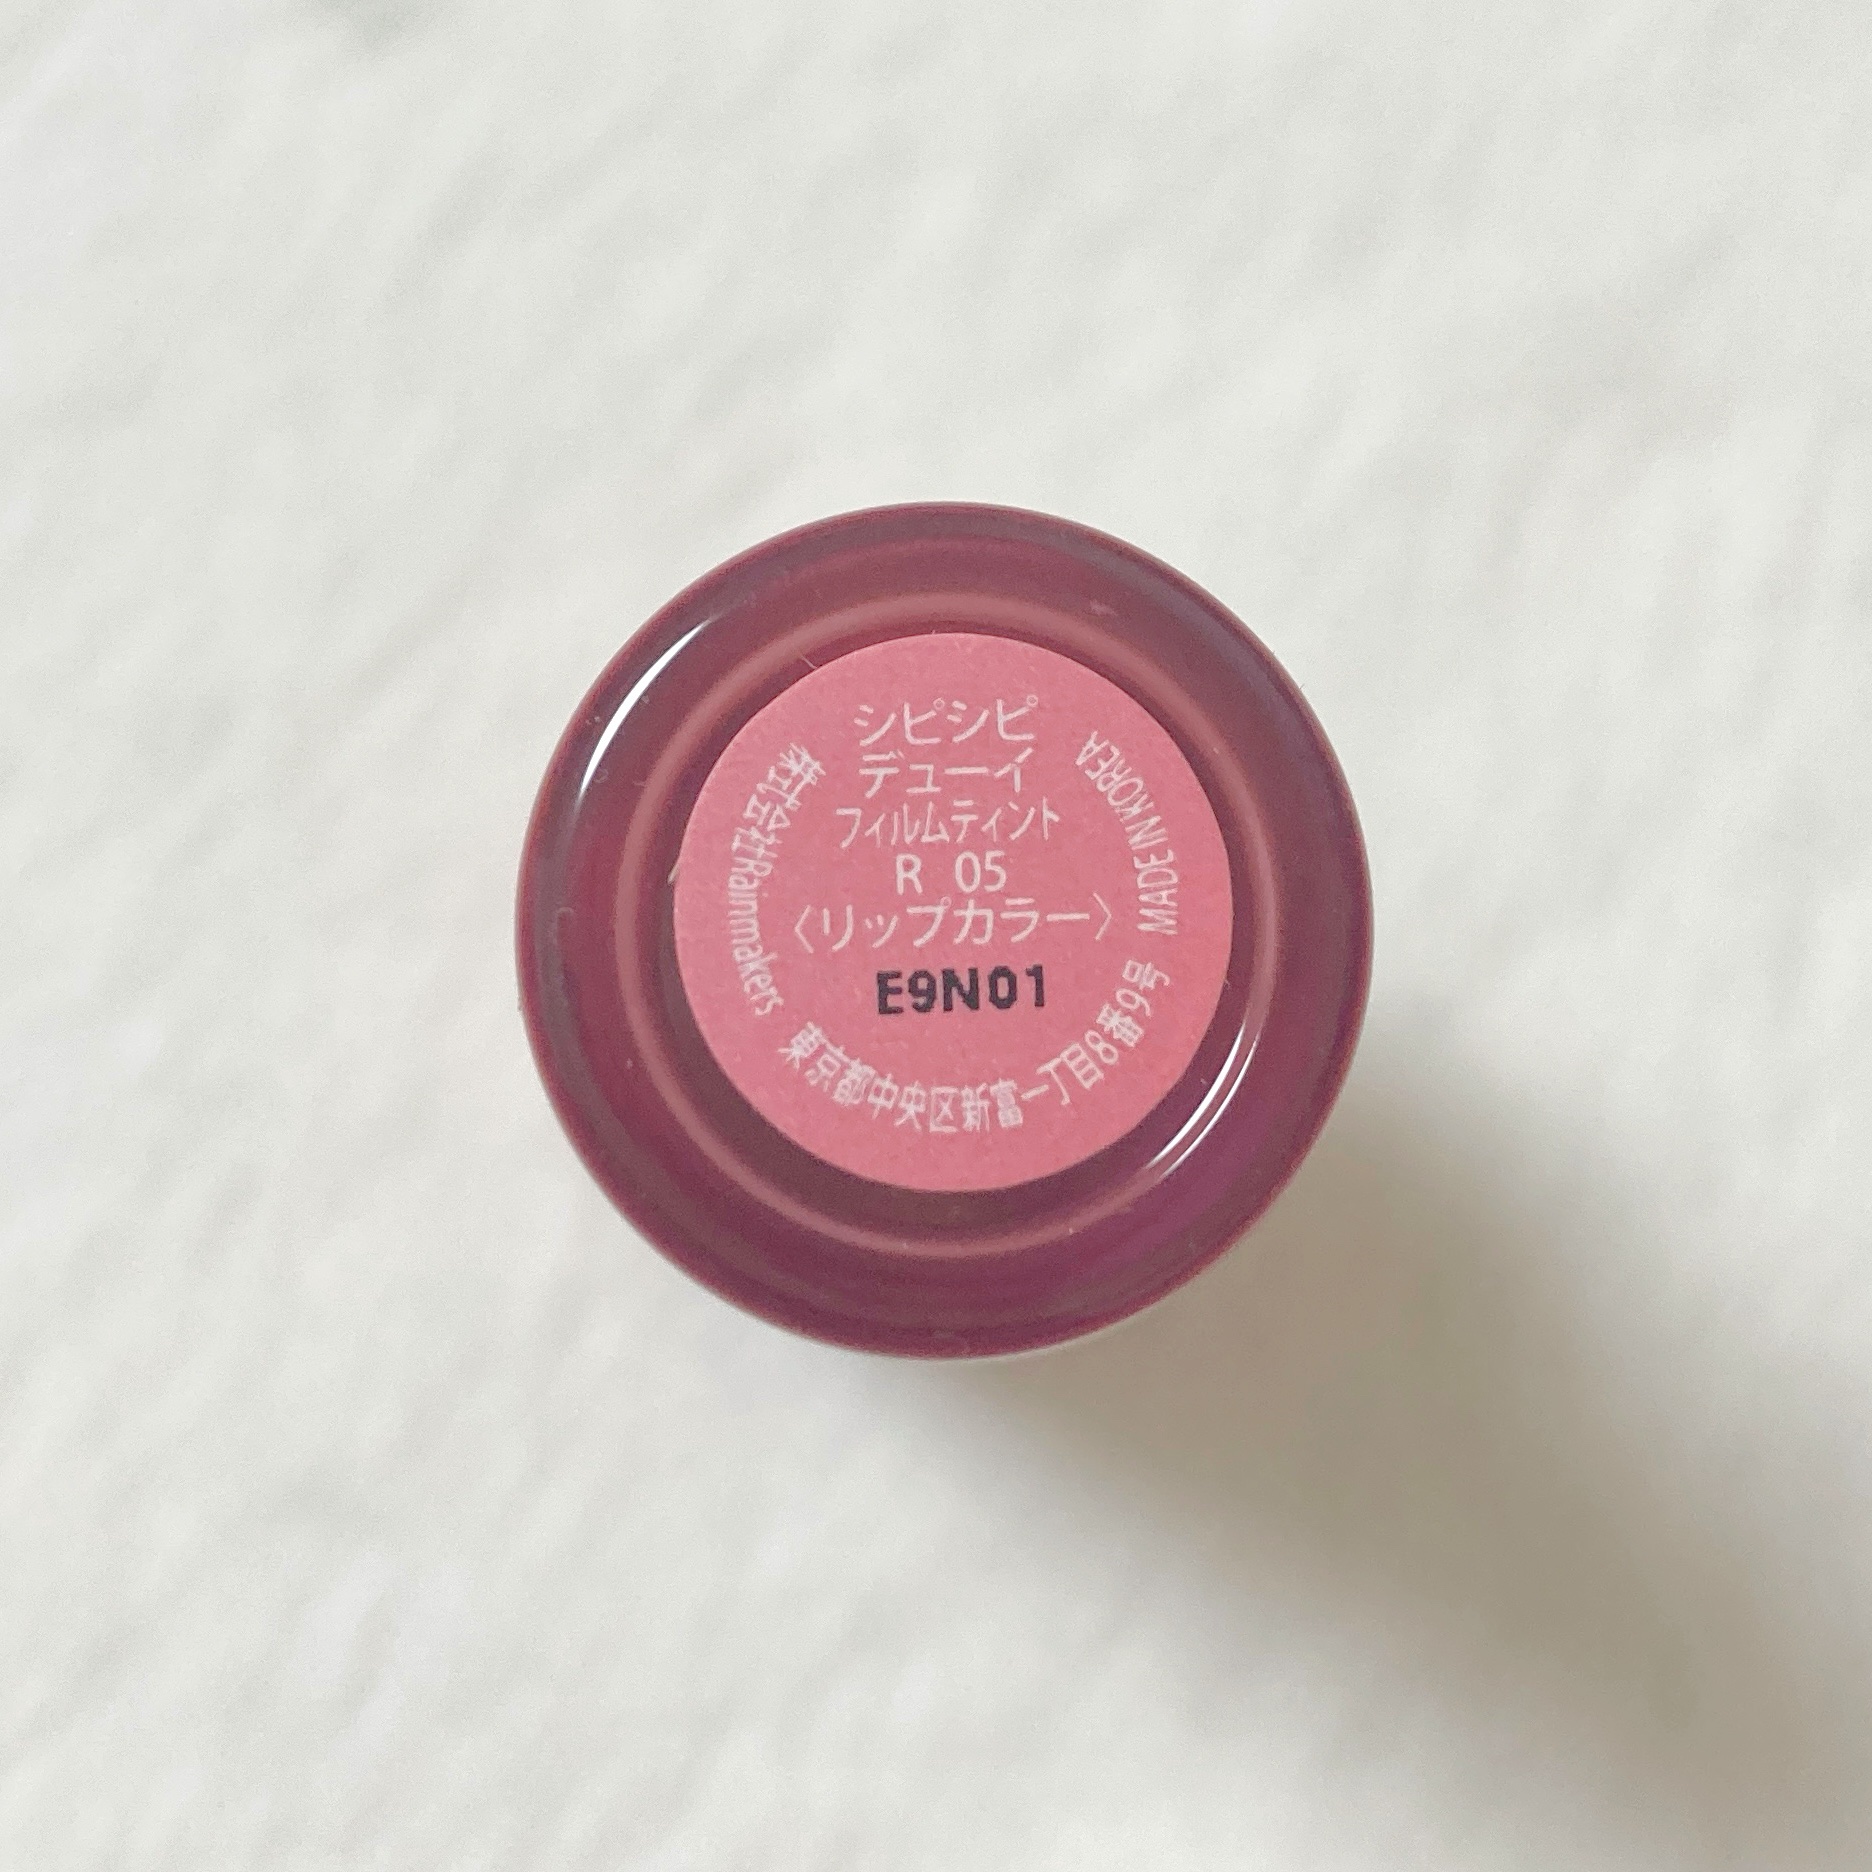 シピシピ
デューイ
フィルムティント
R 05
〈リップカラー〉
E9N01
株式会社Rainmakers
東京都中央区新富一丁目8番9号
MADE IN KOREA